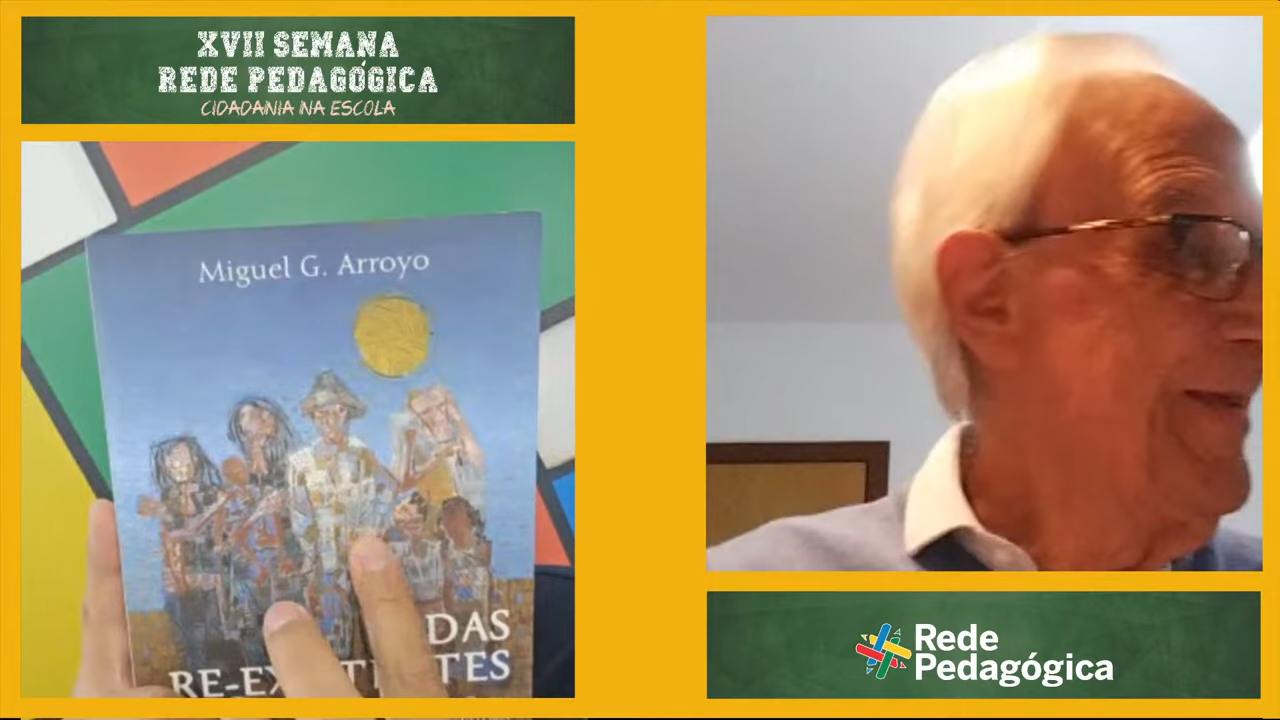 XVII SEMANA
REDE PEDAGÓGICA
CIDADANIA NA ESCOLA
Miguel G. Arroyo
DAS
Rede
Pedagógica